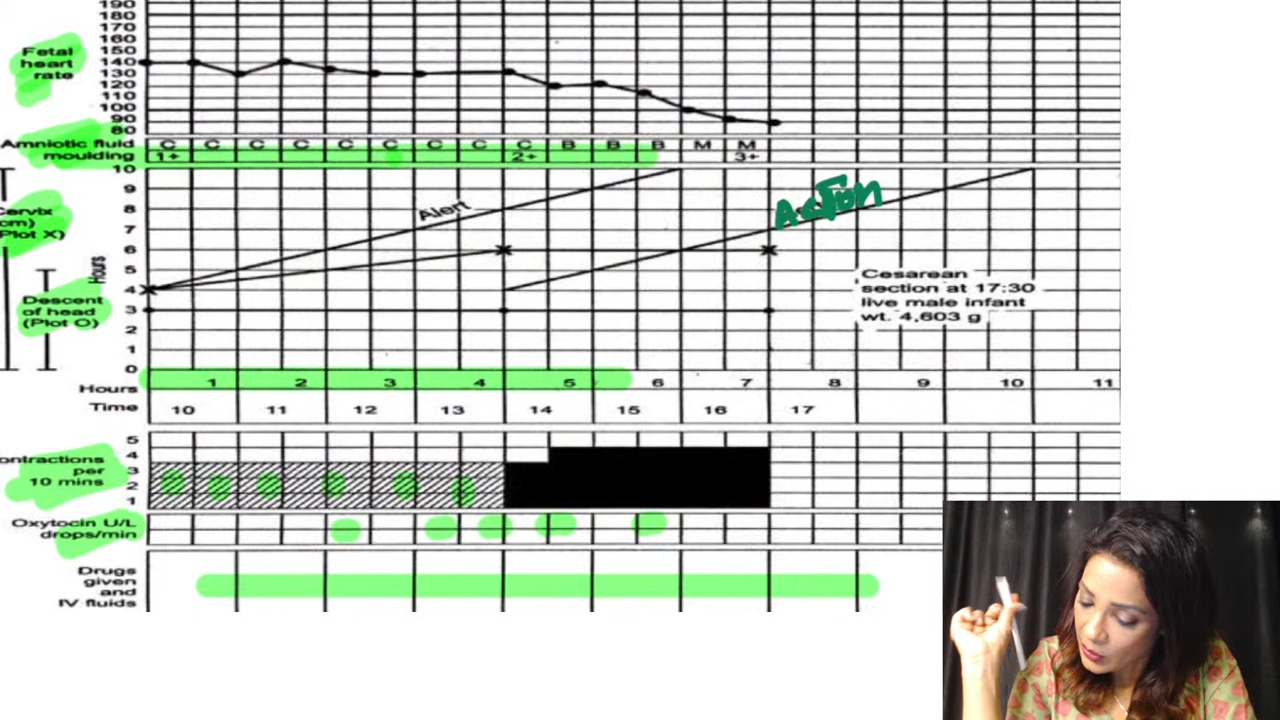 190
180
170
160
150
Fetal
140
heart
130
rate
120
110
100
90
80
Amniotic fluid C C C C C C C C C B B B M M
moulding 1+ 2+ 3+
10
9
8
7
6
5
4
3
2
1
0
Cervix
cm)
Plot X)
Hours
Descent
of head
(Plot O)
Alert
Action
Cesarean
section at 17:30
live male infant
wt. 4,603 g
Hours 1 2 3 4 5 6 7 8 9 10 11
Time 10 11 12 13 14 15 16 17
5
ontractions 4
per 3
10 mins 2
1
Oxytocin U/L
drops/min
Drugs
given
and
IV fluids